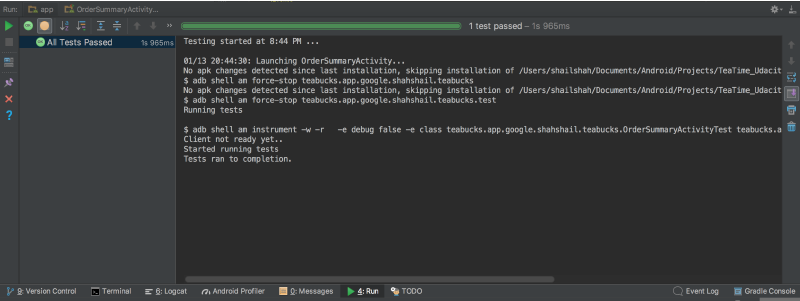 Run: app OrderSummaryActivity...
1 test passed – 1s 965ms
All Tests Passed 1s 965ms
Testing started at 8:44 PM ...
01/13 20:44:30: Launching OrderSummaryActivity...
No apk changes detected since last installation, skipping installation of /Users/shailshah/Documents/Android/Projects/TeaTime_Udacit
$ adb shell am force-stop teabucks.app.google.shahshail.teabucks
No apk changes detected since last installation, skipping installation of /Users/shailshah/Documents/Android/Projects/TeaTime_Udacit
$ adb shell am force-stop teabucks.app.google.shahshail.teabucks.test
Running tests
$ adb shell am instrument -w -r   -e debug false -e class teabucks.app.google.shahshail.teabucks.OrderSummaryActivityTest teabucks.a
Client not ready yet..
Started running tests
Tests ran to completion.
9: Version Control Terminal 6: Logcat Android Profiler 0: Messages 4: Run TODO Event Log Gradle Console